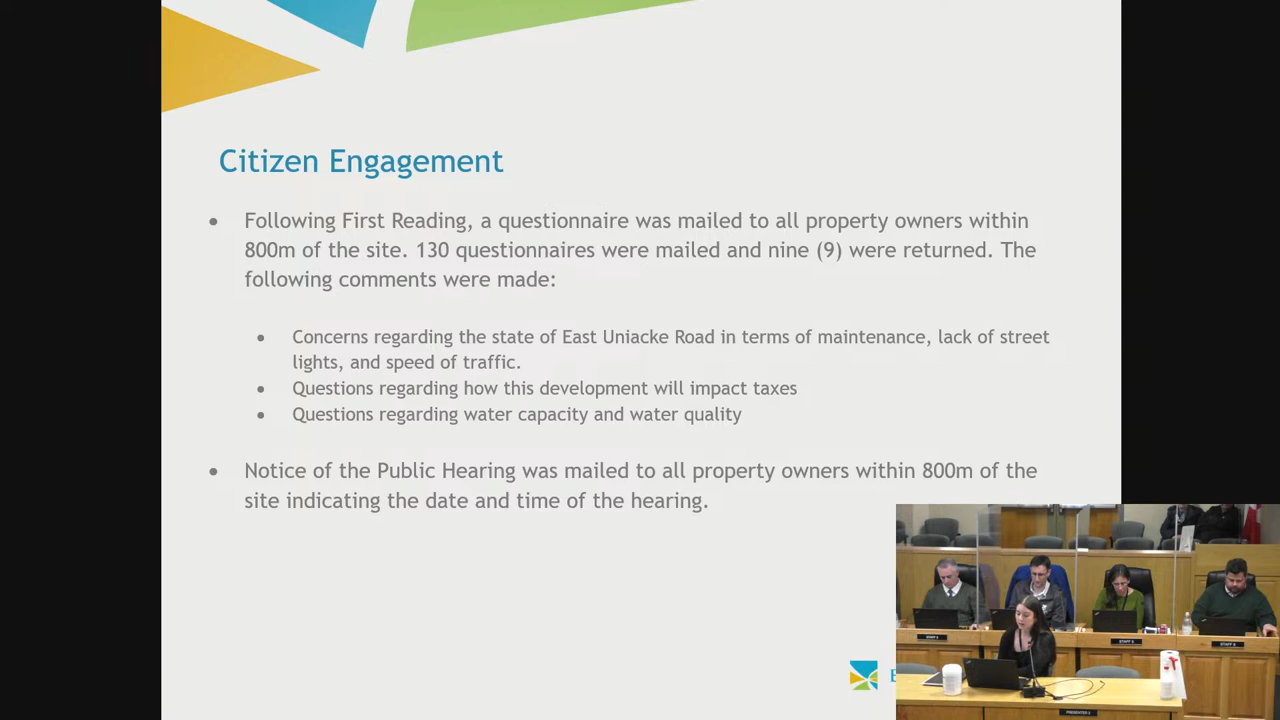 Citizen Engagement
• Following First Reading, a questionnaire was mailed to all property owners within
800m of the site. 130 questionnaires were mailed and nine (9) were returned. The
following comments were made:
• Concerns regarding the state of East Uniacke Road in terms of maintenance, lack of street
lights, and speed of traffic.
• Questions regarding how this development will impact taxes
• Questions regarding water capacity and water quality
• Notice of the Public Hearing was mailed to all property owners within 800m of the
site indicating the date and time of the hearing.